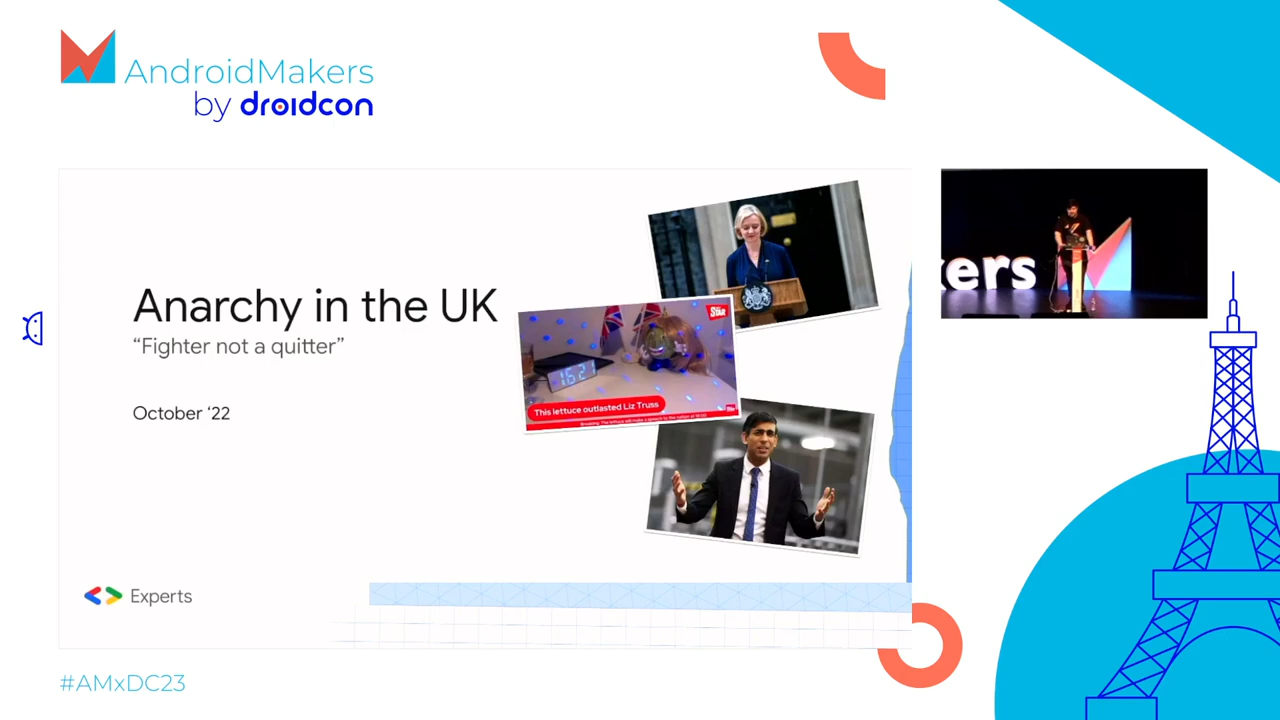 AndroidMakers
by droidcon
Anarchy in the UK
“Fighter not a quitter”
October ‘22
STAR
16:21
This lettuce outlasted Liz Truss
kers
Experts
#AMxDC23